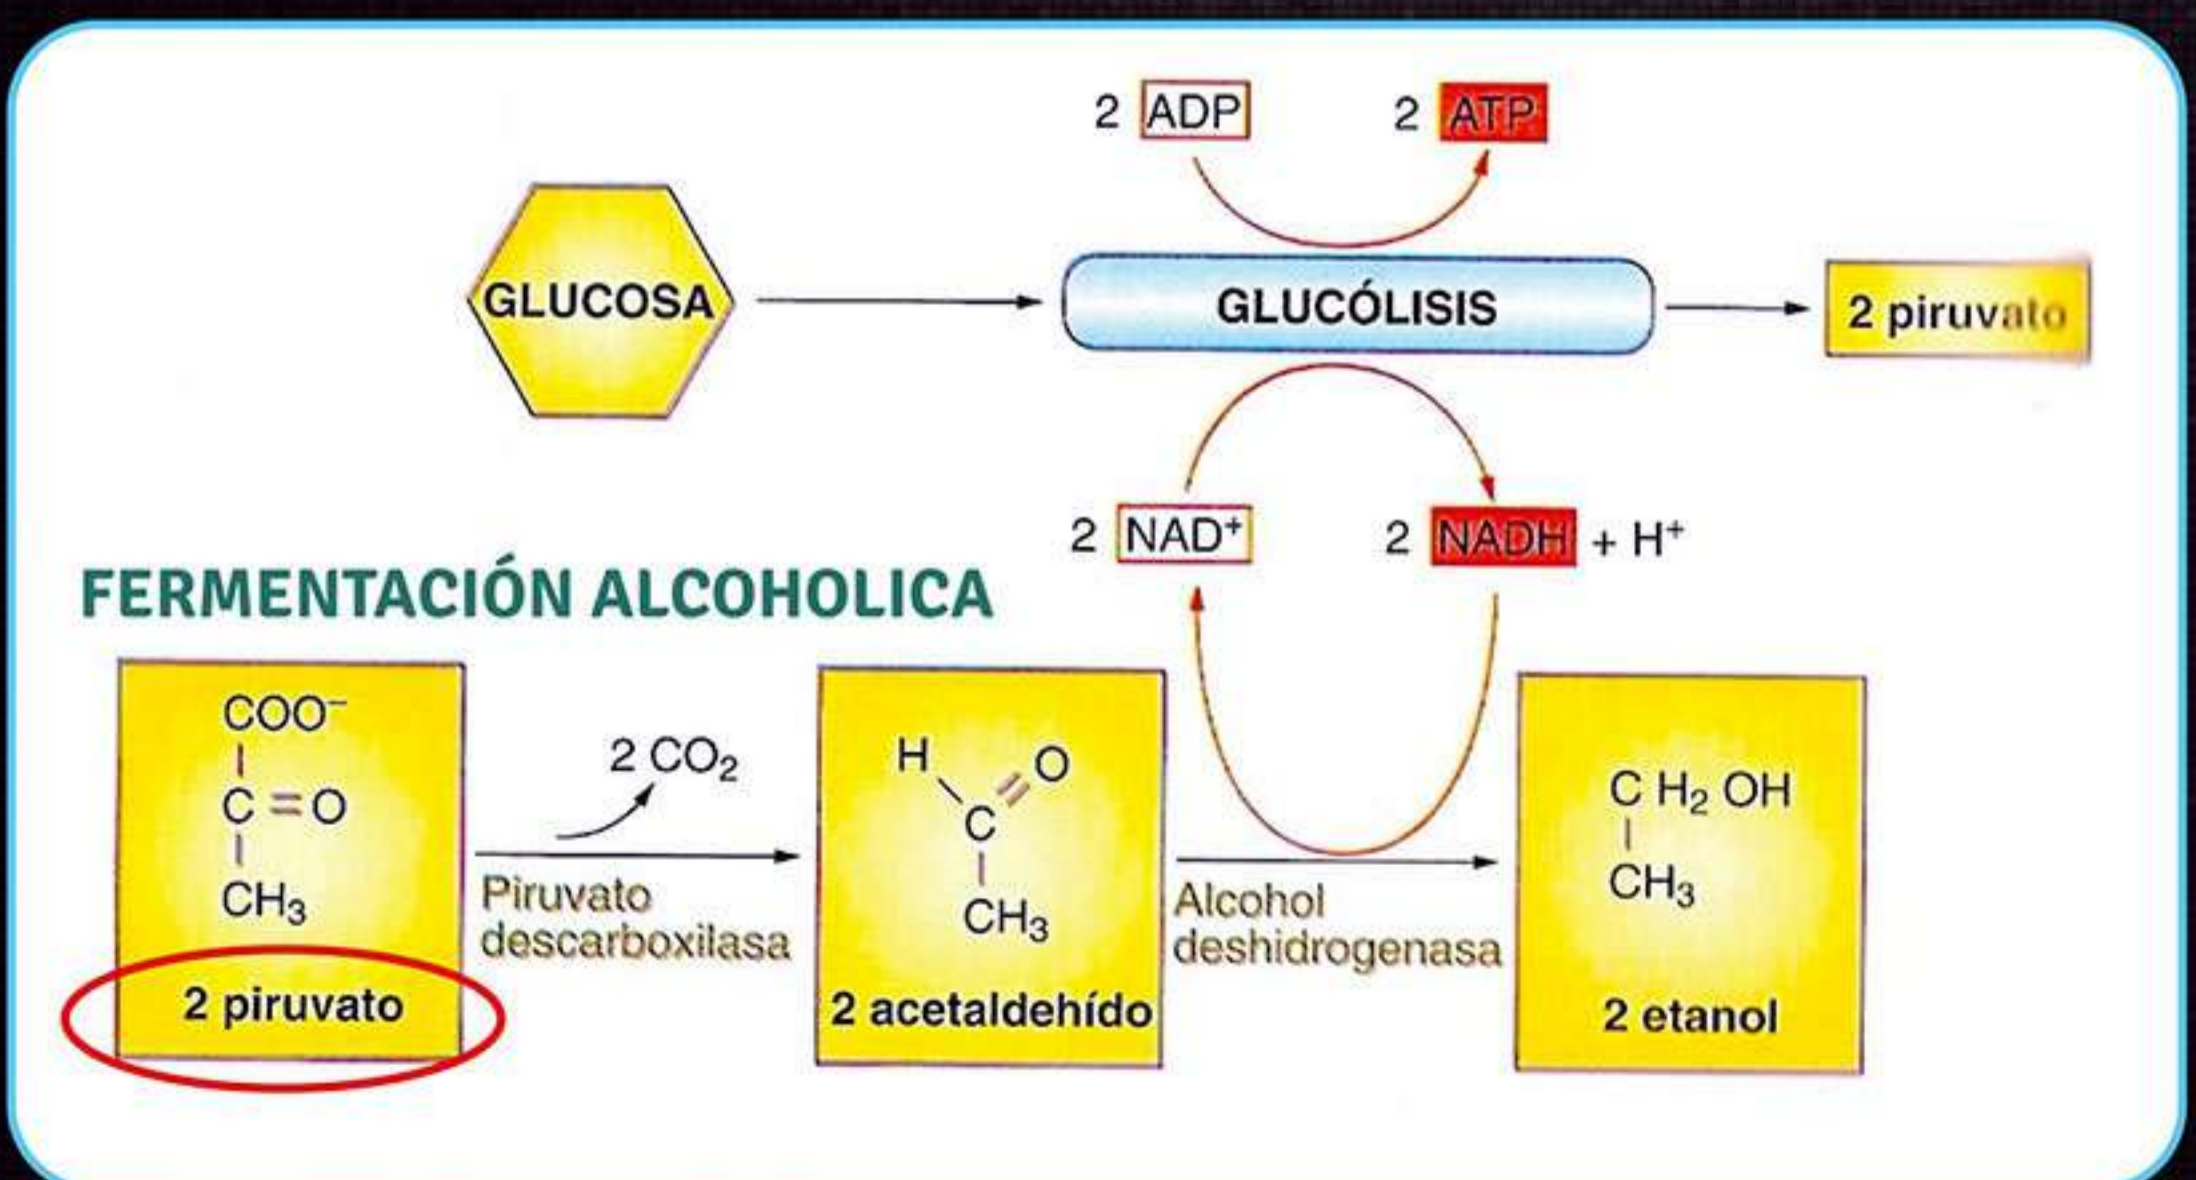 2 ADP 2 ATP
GLUCOSA
GLUCÓLISIS
2 piruvato
2 NAD⁺ 2 NADH + H⁺
FERMENTACIÓN ALCOHOLICA
COO⁻
C=O
CH₃
2 piruvato
2 CO₂
Piruvato
descarboxilasa
H O
C
CH₃
2 acetaldehído
Alcohol
deshidrogenasa
C H₂ OH
CH₃
2 etanol